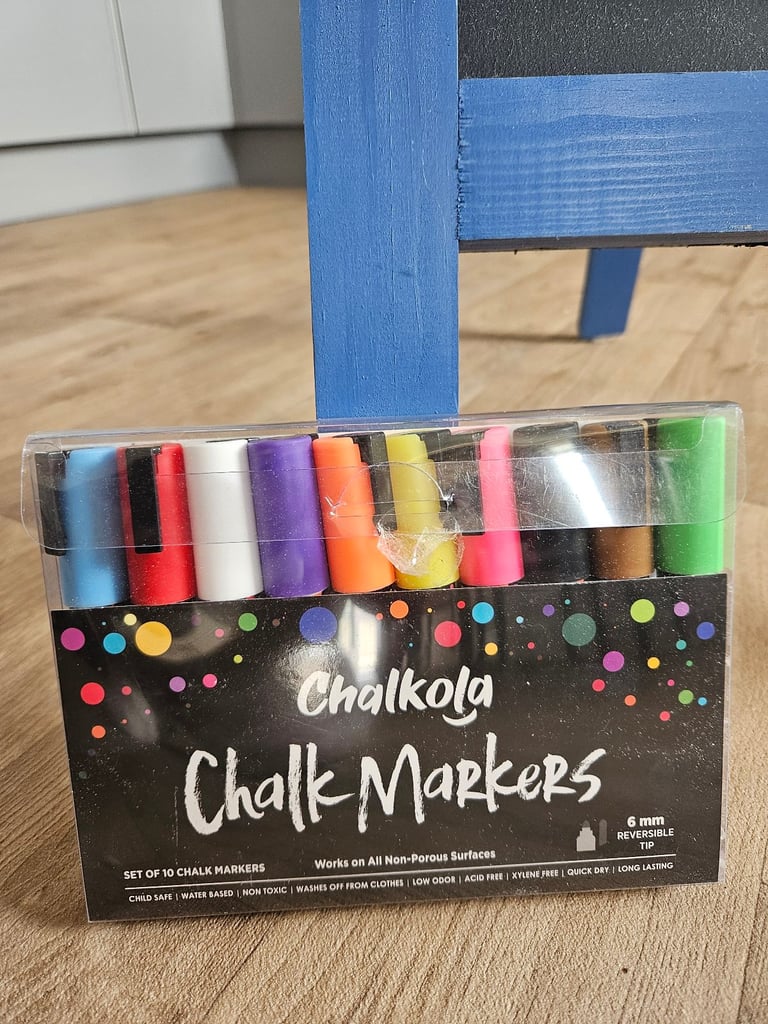 Chalkola
Chalk Markers
6 mm
REVERSIBLE
TIP
SET OF 10 CHALK MARKERS
Works on All Non-Porous Surfaces
CHILD SAFE | WATER BASED | NON TOXIC | WASHES OFF FROM CLOTHES | LOW ODOR | ACID FREE | XYLENE FREE | QUICK DRY | LONG LASTING